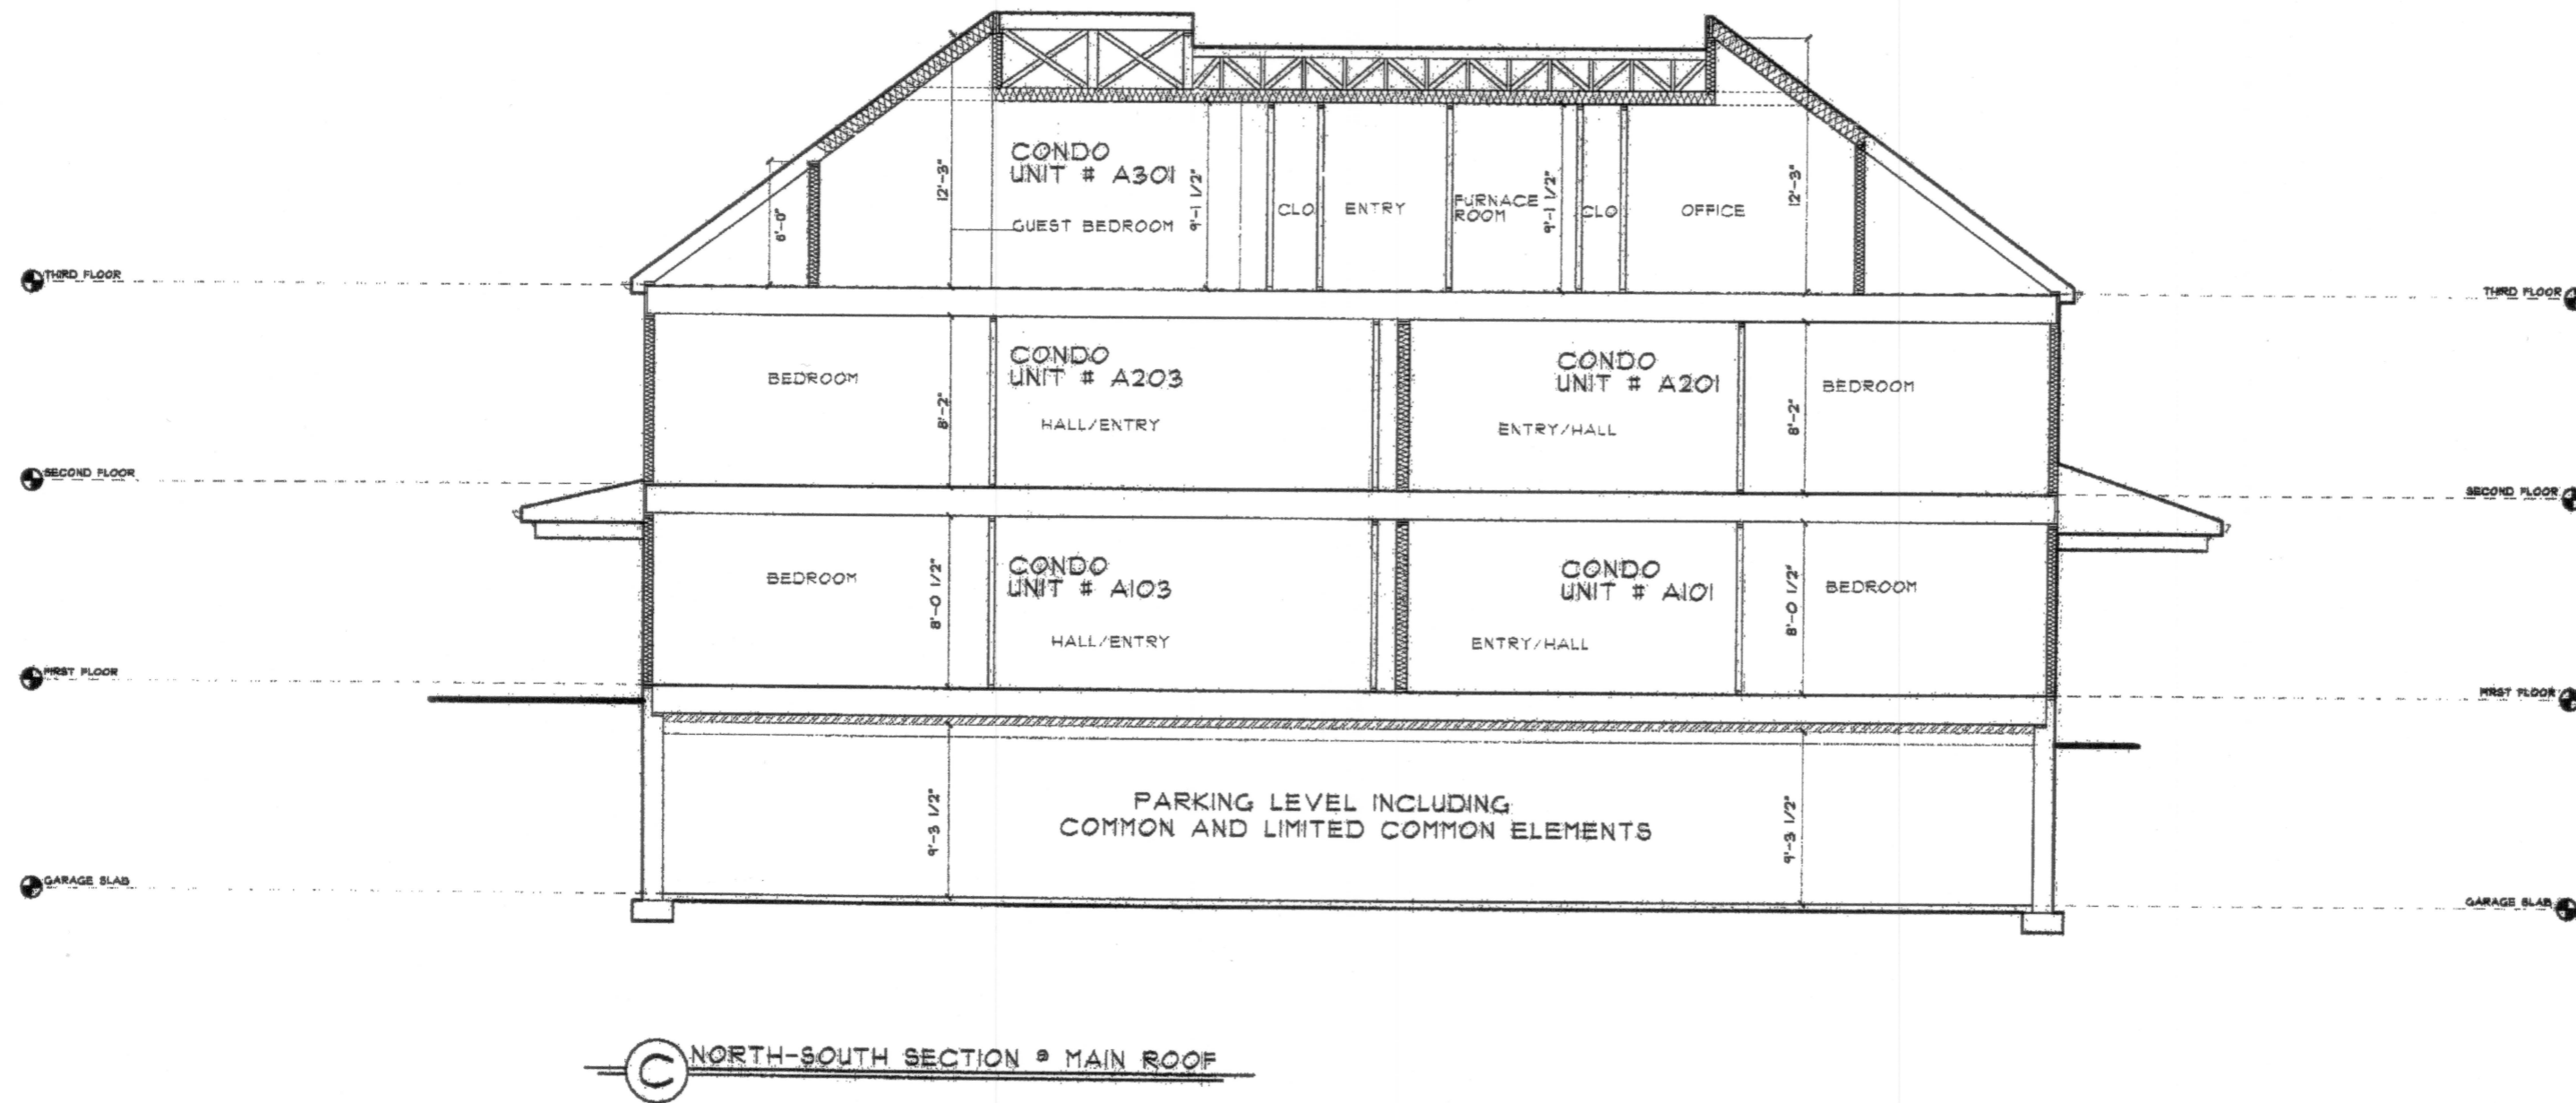 CONDO
UNIT # A301
GUEST BEDROOM
6'-0"
12'-3"
9'-1 1/2"
CLO
ENTRY
FURNACE
ROOM
9'-1 1/2"
CLO
OFFICE
12'-3"
THIRD FLOOR
THIRD FLOOR
BEDROOM
8'-2"
CONDO
UNIT # A203
HALL/ENTRY
CONDO
UNIT # A201
ENTRY/HALL
8'-2"
BEDROOM
SECOND FLOOR
SECOND FLOOR
BEDROOM
8'-0 1/2"
CONDO
UNIT # A103
HALL/ENTRY
CONDO
UNIT # A101
ENTRY/HALL
8'-0 1/2"
BEDROOM
FIRST FLOOR
FIRST FLOOR
9'-3 1/2"
PARKING LEVEL INCLUDING
COMMON AND LIMITED COMMON ELEMENTS
9'-3 1/2"
GARAGE SLAB
GARAGE SLAB
C
NORTH-SOUTH SECTION @ MAIN ROOF